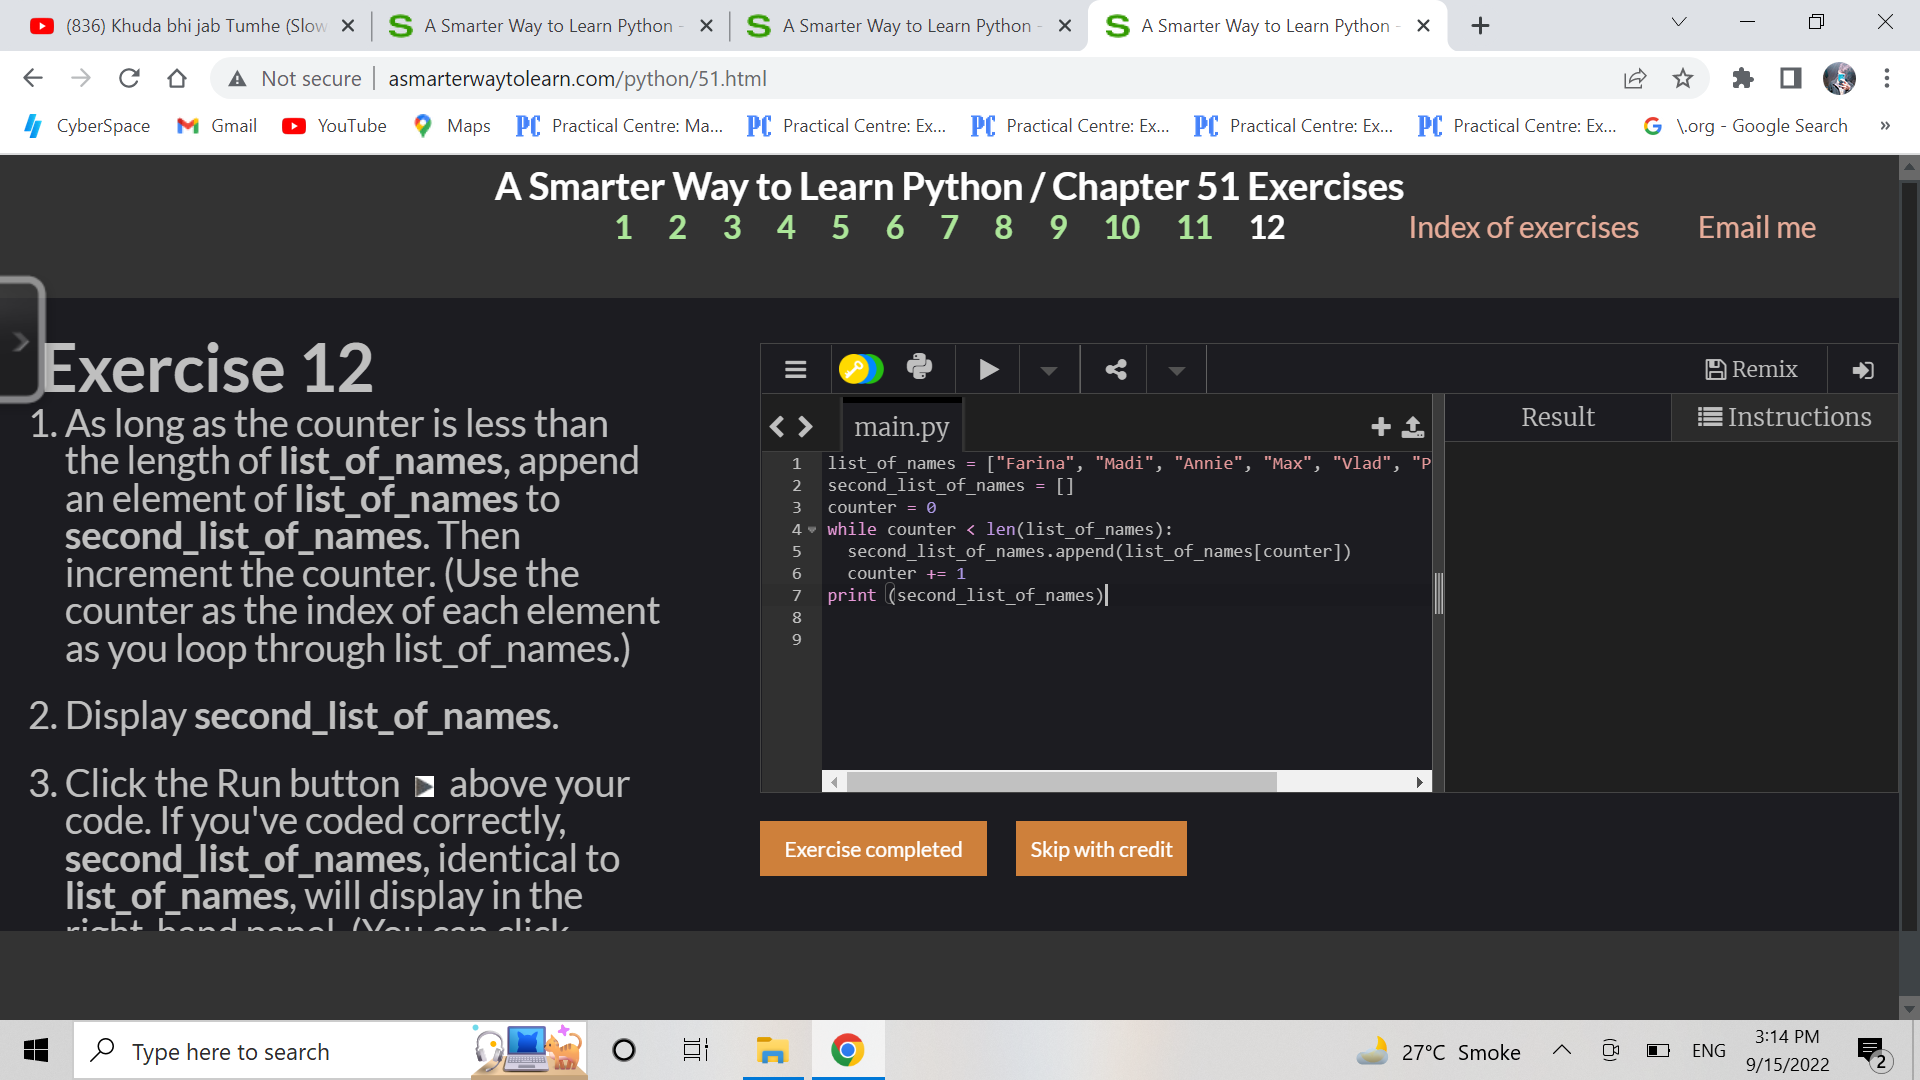 (836) Khuda bhi jab Tumhe (Slow
A Smarter Way to Learn Python -
A Smarter Way to Learn Python -
A Smarter Way to Learn Python -
Not secure | asmarterwaytolearn.com/python/51.html
CyberSpace
Gmail
YouTube
Maps
PC Practical Centre: Ma...
PC Practical Centre: Ex...
PC Practical Centre: Ex...
PC Practical Centre: Ex...
PC Practical Centre: Ex...
\.org - Google Search
»
A Smarter Way to Learn Python / Chapter 51 Exercises
1 2 3 4 5 6 7 8 9 10 11 12
Index of exercises
Email me
Exercise 12
1. As long as the counter is less than
the length of list_of_names, append
an element of list_of_names to
second_list_of_names. Then
increment the counter. (Use the
counter as the index of each element
as you loop through list_of_names.)
2. Display second_list_of_names.
3. Click the Run button above your
code. If you've coded correctly,
second_list_of_names, identical to
list_of_names, will display in the
right-hand panel. (You can click
Remix
main.py
Result
Instructions
1 list_of_names = ["Farina", "Madi", "Annie", "Max", "Vlad", "P
2 second_list_of_names = []
3 counter = 0
4 while counter < len(list_of_names):
5 second_list_of_names.append(list_of_names[counter])
6 counter += 1
7 print (second_list_of_names)
8
9
Exercise completed
Skip with credit
Type here to search
27°C Smoke
ENG
3:14 PM
9/15/2022
2